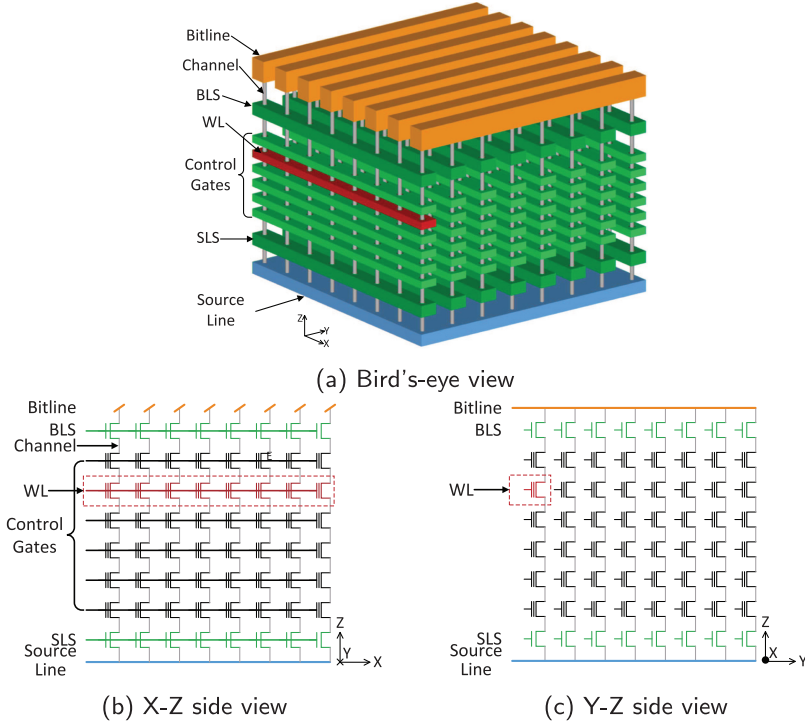 Bitline
Channel
BLS
WL
Control
Gates
SLS
Source
Line
Z
Y
X
(a) Bird's-eye view
Bitline
BLS
Channel
E
WL
Control
Gates
SLS
Source
Line
Z
Y
X
(b) X-Z side view
Bitline
BLS
WL
SLS
Source
Line
Z
X
Y
(c) Y-Z side view